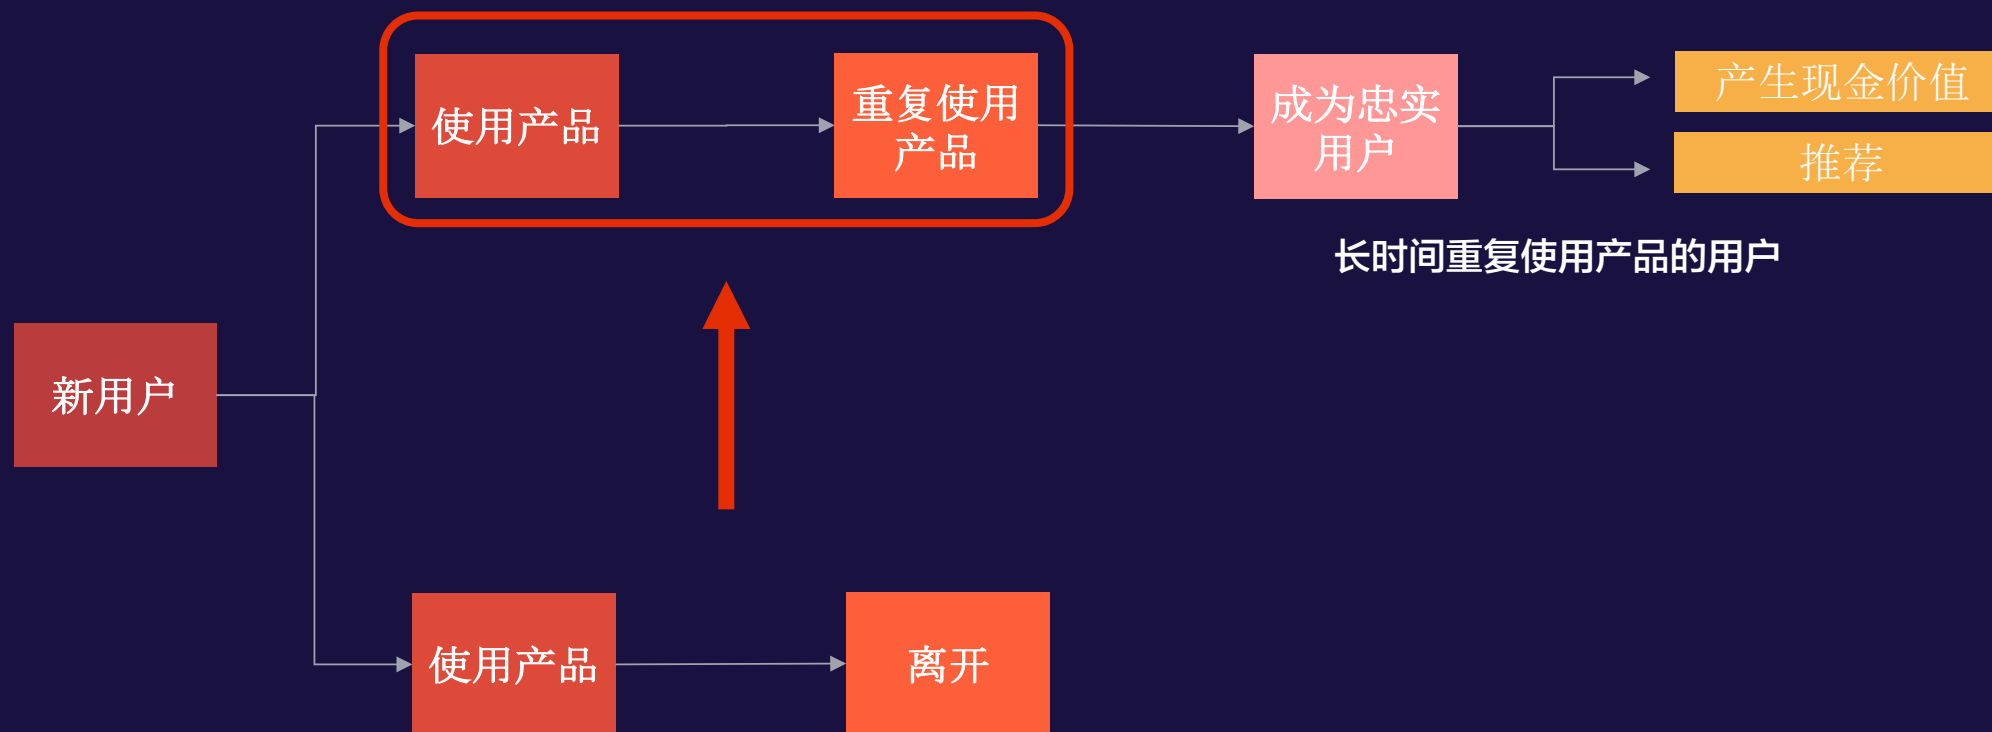 新用户
使用产品
重复使用
产品
成为忠实
用户
产生现金价值
推荐
长时间重复使用产品的用户
使用产品
离开